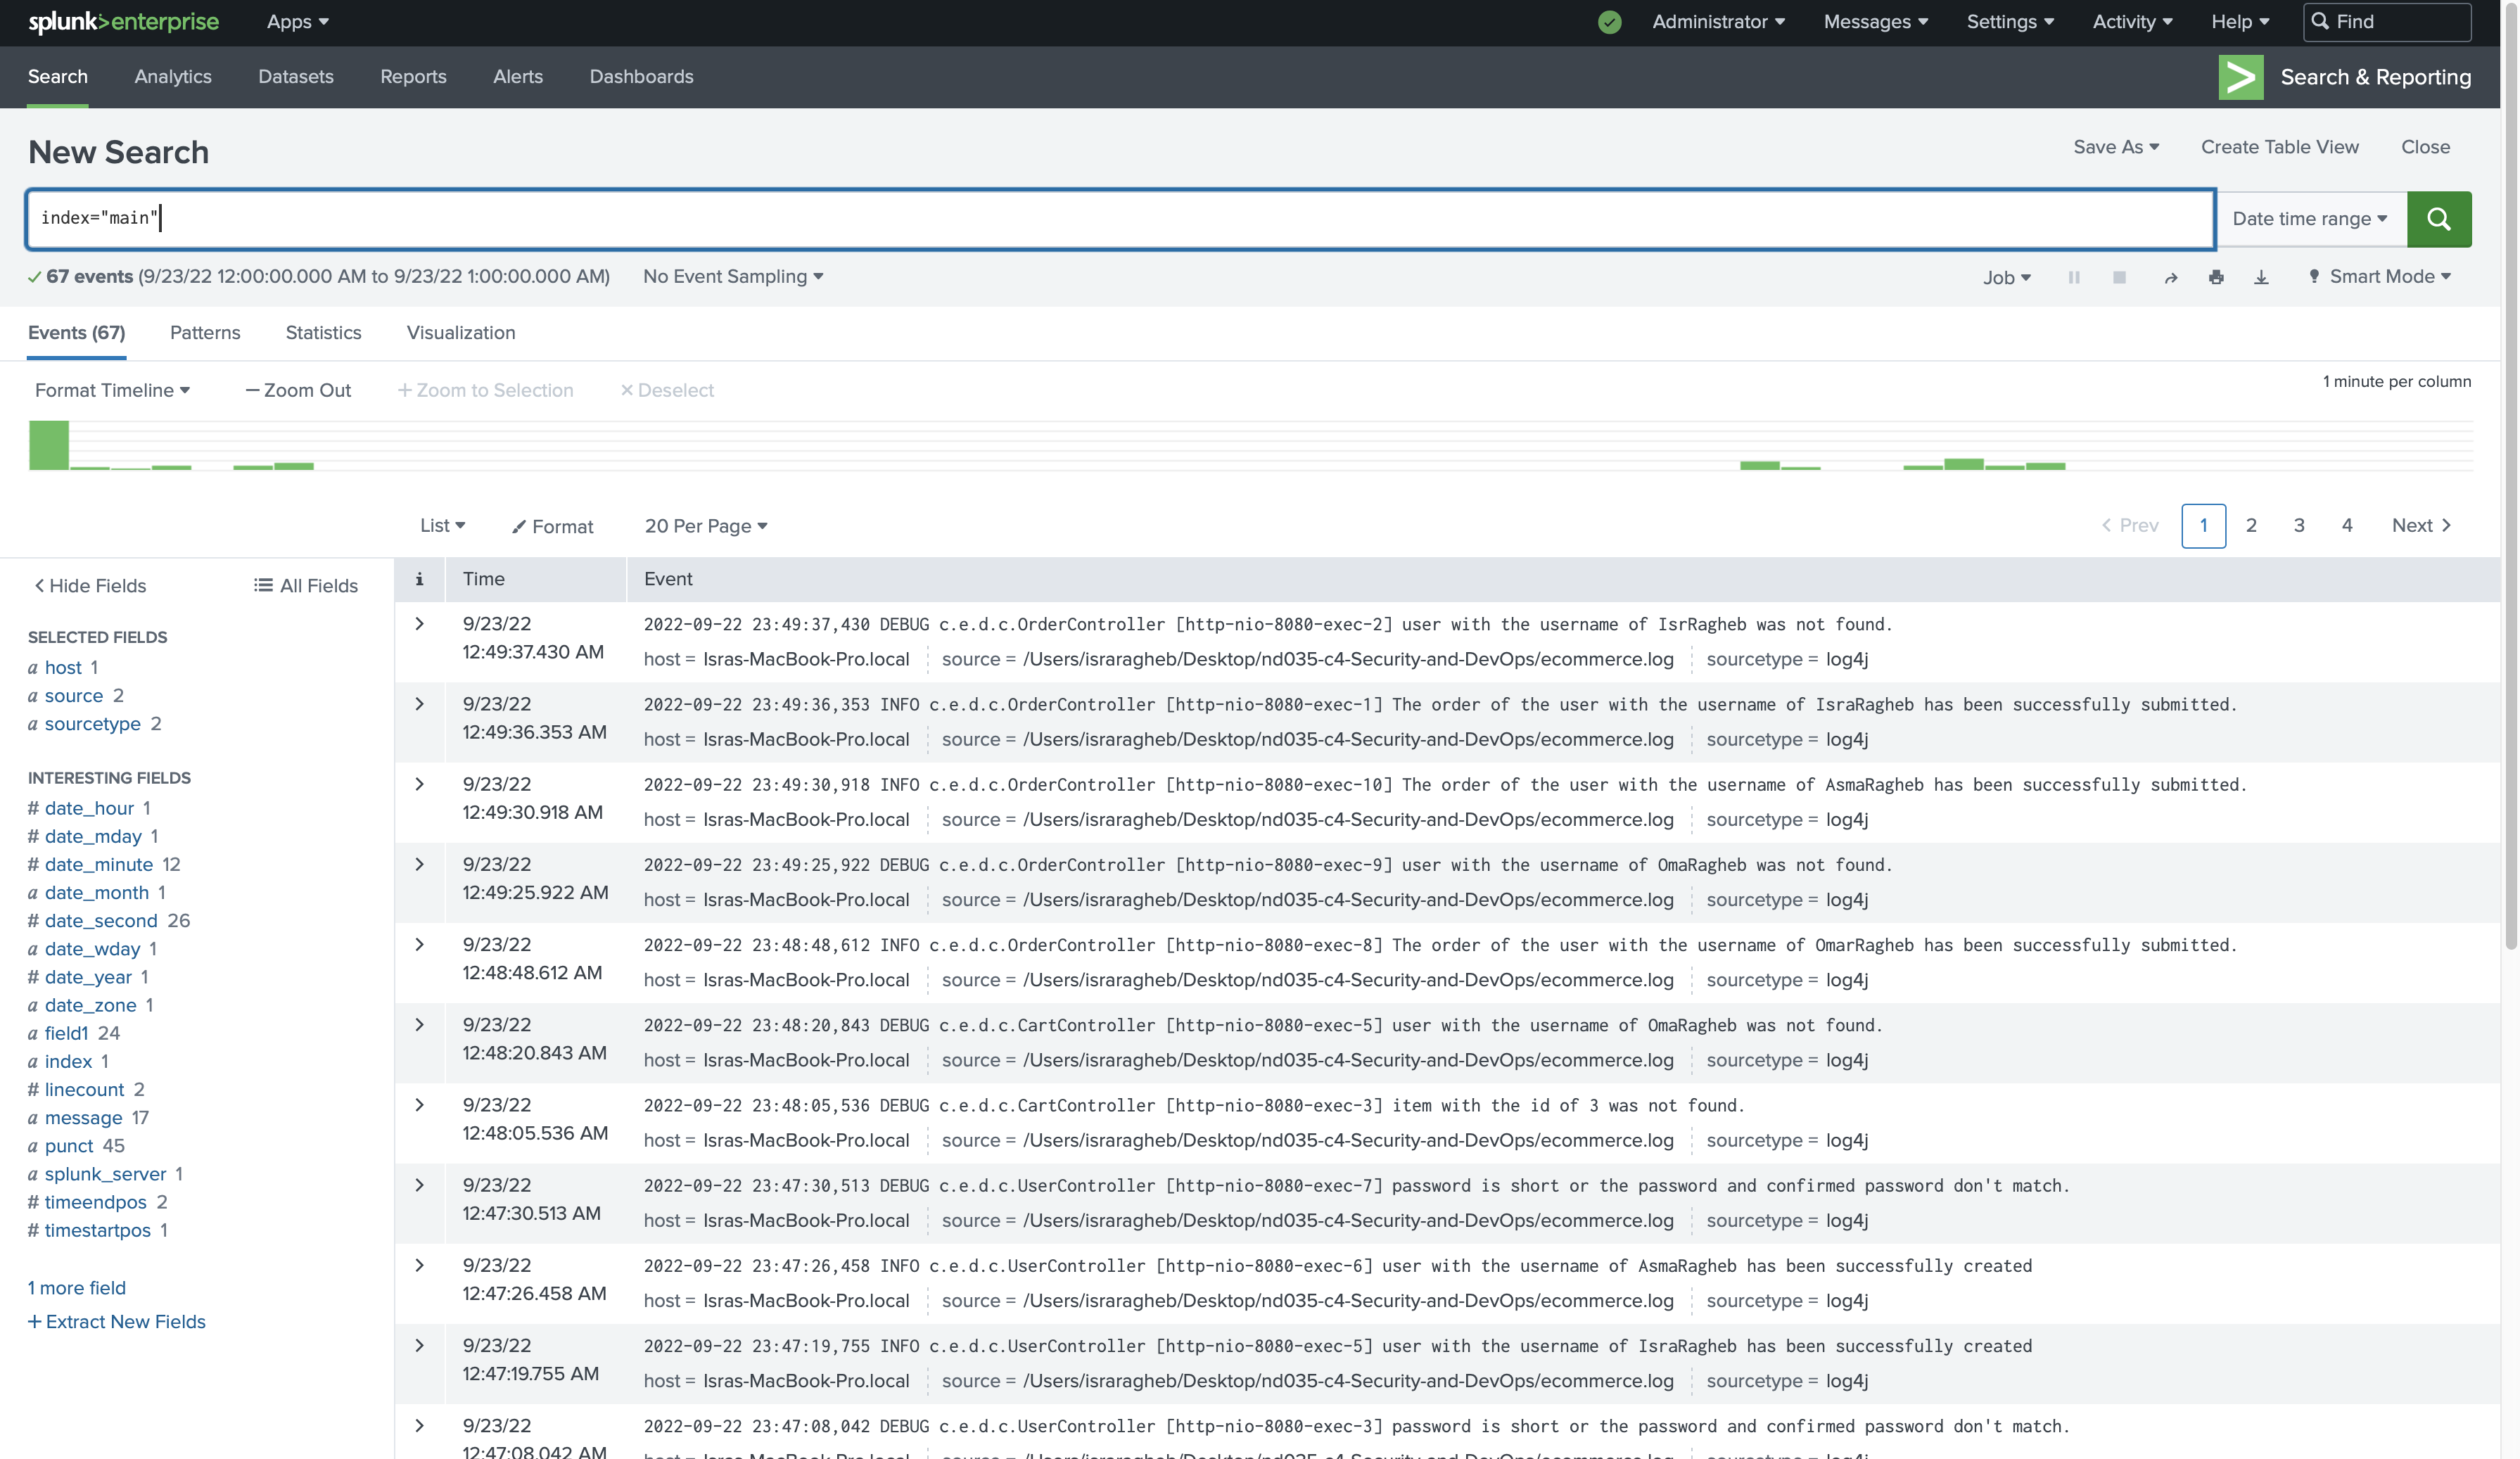 splunk>enterprise Apps Administrator Messages Settings Activity Help Find
Search Analytics Datasets Reports Alerts Dashboards Search & Reporting
New Search Save As Create Table View Close
index="main" Date time range
67 events (9/23/22 12:00:00.000 AM to 9/23/22 1:00:00.000 AM) No Event Sampling Job Smart Mode
Events (67) Patterns Statistics Visualization
Format Timeline — Zoom Out + Zoom to Selection × Deselect 1 minute per column
List Format 20 Per Page < Prev 1 2 3 4 Next >
< Hide Fields All Fields
SELECTED FIELDS
a host 1
a source 2
a sourcetype 2
INTERESTING FIELDS
# date_hour 1
# date_mday 1
# date_minute 12
a date_month 1
# date_second 26
a date_wday 1
# date_year 1
a date_zone 1
a field1 24
a index 1
# linecount 2
a message 17
a punct 45
a splunk_server 1
# timeendpos 2
# timestartpos 1
1 more field
+ Extract New Fields
i Time Event
9/23/22 2022-09-22 23:49:37,430 DEBUG c.e.d.c.OrderController [http-nio-8080-exec-2] user with the username of IsrRagheb was not found.
12:49:37.430 AM host = Isras-MacBook-Pro.local source = /Users/israragheb/Desktop/nd035-c4-Security-and-DevOps/ecommerce.log sourcetype = log4j
9/23/22 2022-09-22 23:49:36,353 INFO c.e.d.c.OrderController [http-nio-8080-exec-1] The order of the user with the username of IsraRagheb has been successfully submitted.
12:49:36.353 AM host = Isras-MacBook-Pro.local source = /Users/israragheb/Desktop/nd035-c4-Security-and-DevOps/ecommerce.log sourcetype = log4j
9/23/22 2022-09-22 23:49:30,918 INFO c.e.d.c.OrderController [http-nio-8080-exec-10] The order of the user with the username of AsmaRagheb has been successfully submitted.
12:49:30.918 AM host = Isras-MacBook-Pro.local source = /Users/israragheb/Desktop/nd035-c4-Security-and-DevOps/ecommerce.log sourcetype = log4j
9/23/22 2022-09-22 23:49:25,922 DEBUG c.e.d.c.OrderController [http-nio-8080-exec-9] user with the username of OmaRagheb was not found.
12:49:25.922 AM host = Isras-MacBook-Pro.local source = /Users/israragheb/Desktop/nd035-c4-Security-and-DevOps/ecommerce.log sourcetype = log4j
9/23/22 2022-09-22 23:48:48,612 INFO c.e.d.c.OrderController [http-nio-8080-exec-8] The order of the user with the username of OmarRagheb has been successfully submitted.
12:48:48.612 AM host = Isras-MacBook-Pro.local source = /Users/israragheb/Desktop/nd035-c4-Security-and-DevOps/ecommerce.log sourcetype = log4j
9/23/22 2022-09-22 23:48:20,843 DEBUG c.e.d.c.CartController [http-nio-8080-exec-5] user with the username of OmaRagheb was not found.
12:48:20.843 AM host = Isras-MacBook-Pro.local source = /Users/israragheb/Desktop/nd035-c4-Security-and-DevOps/ecommerce.log sourcetype = log4j
9/23/22 2022-09-22 23:48:05,536 DEBUG c.e.d.c.CartController [http-nio-8080-exec-3] item with the id of 3 was not found.
12:48:05.536 AM host = Isras-MacBook-Pro.local source = /Users/israragheb/Desktop/nd035-c4-Security-and-DevOps/ecommerce.log sourcetype = log4j
9/23/22 2022-09-22 23:47:30,513 DEBUG c.e.d.c.UserController [http-nio-8080-exec-7] password is short or the password and confirmed password don't match.
12:47:30.513 AM host = Isras-MacBook-Pro.local source = /Users/israragheb/Desktop/nd035-c4-Security-and-DevOps/ecommerce.log sourcetype = log4j
9/23/22 2022-09-22 23:47:26,458 INFO c.e.d.c.UserController [http-nio-8080-exec-6] user with the username of AsmaRagheb has been successfully created
12:47:26.458 AM host = Isras-MacBook-Pro.local source = /Users/israragheb/Desktop/nd035-c4-Security-and-DevOps/ecommerce.log sourcetype = log4j
9/23/22 2022-09-22 23:47:19,755 INFO c.e.d.c.UserController [http-nio-8080-exec-5] user with the username of IsraRagheb has been successfully created
12:47:19.755 AM host = Isras-MacBook-Pro.local source = /Users/israragheb/Desktop/nd035-c4-Security-and-DevOps/ecommerce.log sourcetype = log4j
9/23/22 2022-09-22 23:47:08,042 DEBUG c.e.d.c.UserController [http-nio-8080-exec-3] password is short or the password and confirmed password don't match.
12:47:08.042 AM